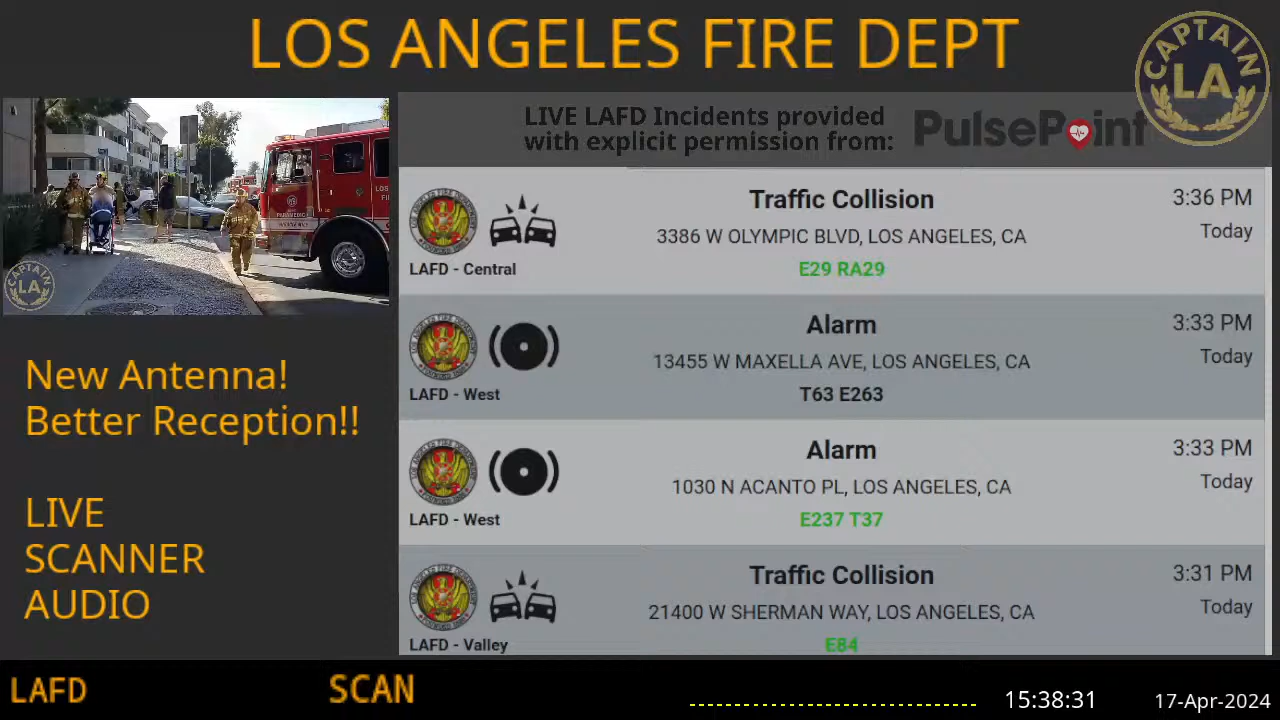 LOS ANGELES FIRE DEPT
CAPTAIN
LA
LIVE LAFD Incidents provided
with explicit permission from:
PulsePoint
Traffic Collision
3:36 PM
3386 W OLYMPIC BLVD, LOS ANGELES, CA
Today
LAFD - Central
E29 RA29
Alarm
3:33 PM
13455 W MAXELLA AVE, LOS ANGELES, CA
Today
LAFD - West
T63 E263
Alarm
3:33 PM
1030 N ACANTO PL, LOS ANGELES, CA
Today
LAFD - West
E237 T37
Traffic Collision
3:31 PM
21400 W SHERMAN WAY, LOS ANGELES, CA
Today
LAFD - Valley
E84
CAPTAIN
LA
New Antenna!
Better Reception!!
LIVE
SCANNER
AUDIO
LAFD
SCAN
15:38:31
17-Apr-2024